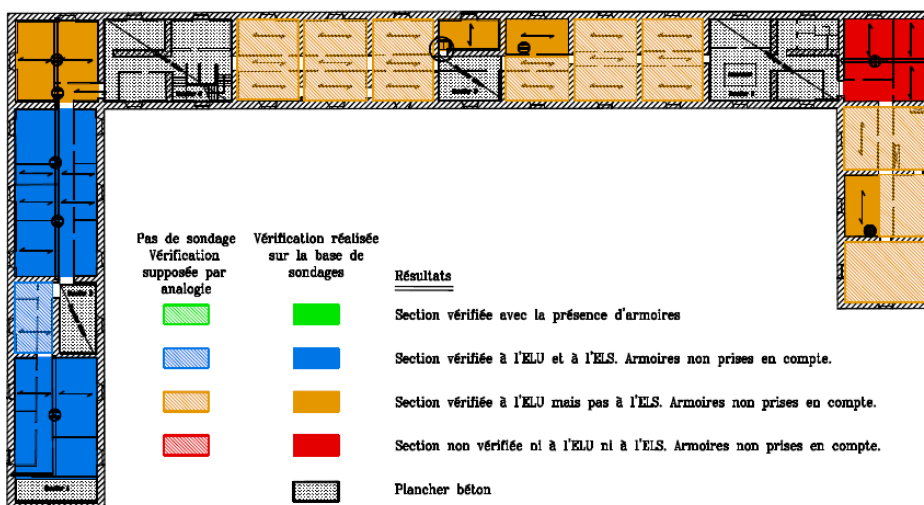 Pas de sondage
Vérification
supposée par
analogie
Vérification réalisée
sur la base de
sondages
Résultats
Section vérifiée avec la présence d'armoires
Section vérifiée à l'ELU et à l'ELS. Armoires non prises en compte.
Section vérifiée à l'ELU mais pas à l'ELS. Armoires non prises en compte.
Section non vérifiée ni à l'ELU ni à l'ELS. Armoires non prises en compte.
Plancher béton